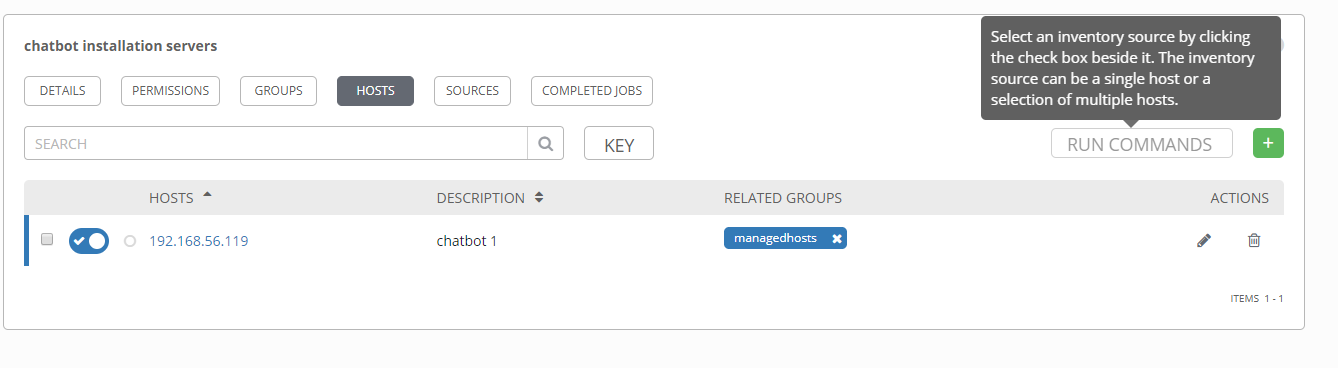 chatbot installation servers
Select an inventory source by clicking
the check box beside it. The inventory
source can be a single host or a
selection of multiple hosts.
DETAILS PERMISSIONS GROUPS HOSTS SOURCES COMPLETED JOBS
SEARCH KEY RUN COMMANDS +
HOSTS DESCRIPTION RELATED GROUPS ACTIONS
192.168.56.119 chatbot 1 managedhosts
ITEMS 1 - 1